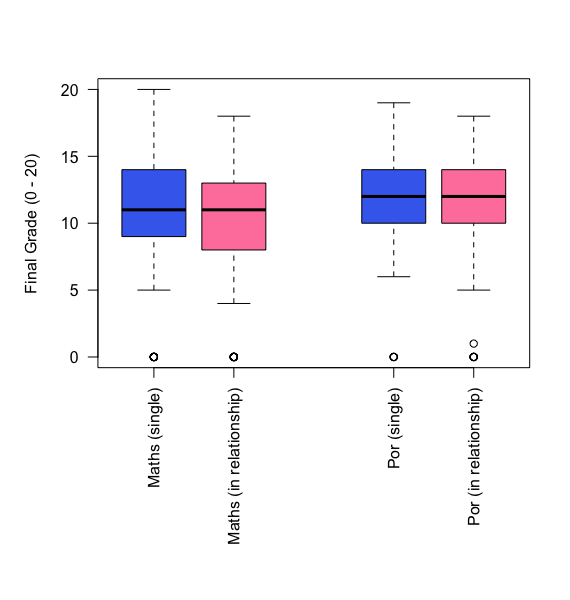 Final Grade (0 - 20)
20
15
10
5
0
Maths (single)
Maths (in relationship)
Por (single)
Por (in relationship)